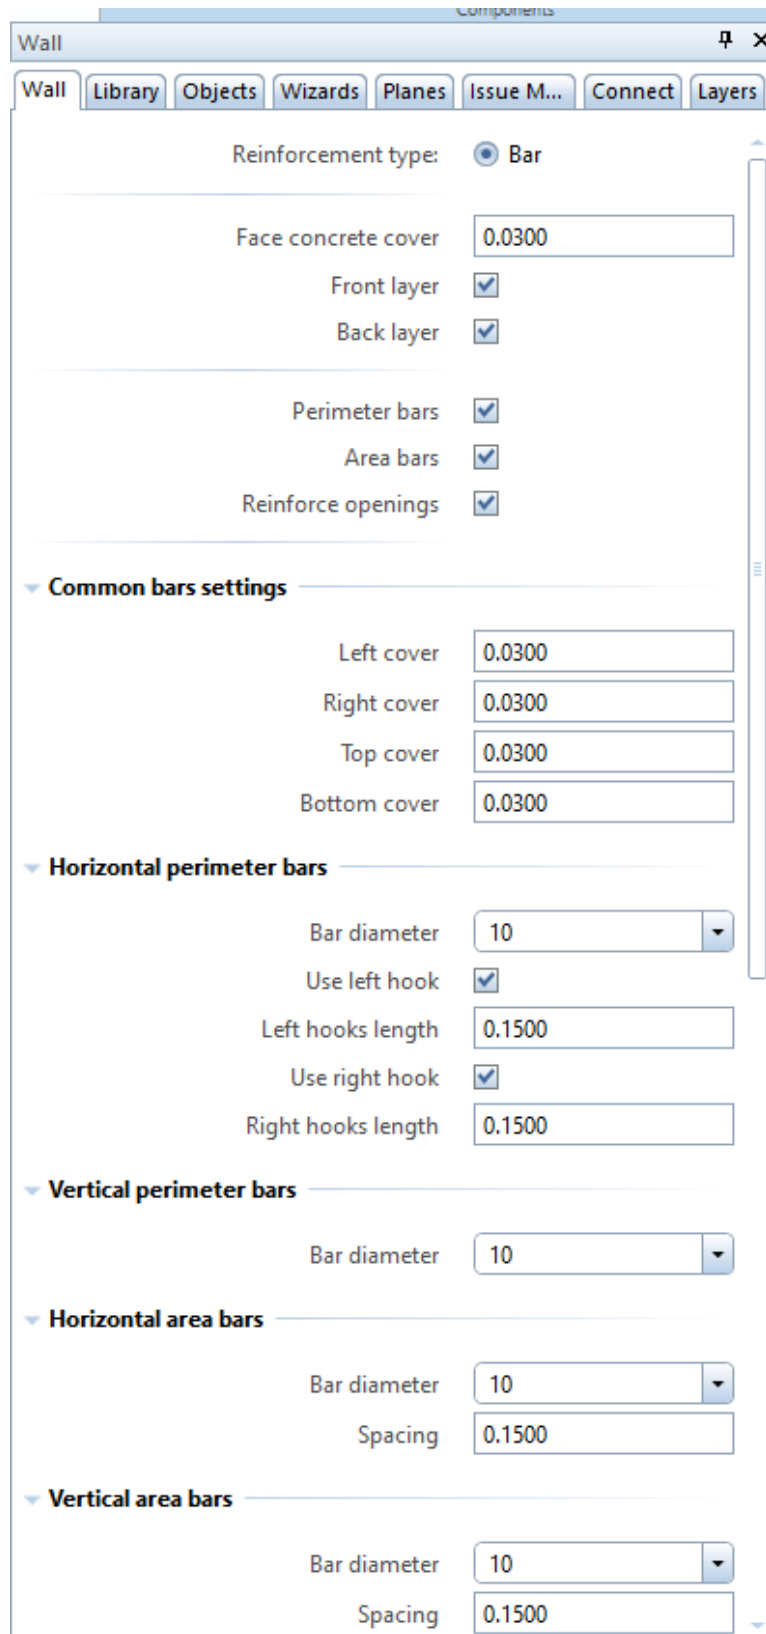 Components
Wall
Wall Library Objects Wizards Planes Issue M... Connect Layers
Reinforcement type: Bar
Face concrete cover 0.0300
Front layer
Back layer
Perimeter bars
Area bars
Reinforce openings
Common bars settings
Left cover 0.0300
Right cover 0.0300
Top cover 0.0300
Bottom cover 0.0300
Horizontal perimeter bars
Bar diameter 10
Use left hook
Left hooks length 0.1500
Use right hook
Right hooks length 0.1500
Vertical perimeter bars
Bar diameter 10
Horizontal area bars
Bar diameter 10
Spacing 0.1500
Vertical area bars
Bar diameter 10
Spacing 0.1500